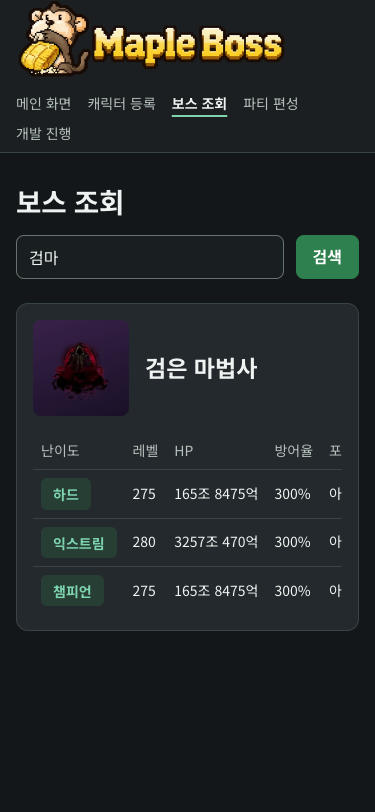 Maple Boss
메인 화면 캐릭터 등록 보스 조회 파티 편성
개발 진행
보스 조회
검마 검색
검은 마법사
난이도 레벨 HP 방어율 포
하드 275 165조 8475억 300% 아
익스트림 280 3257조 470억 300% 아
챔피언 275 165조 8475억 300% 아